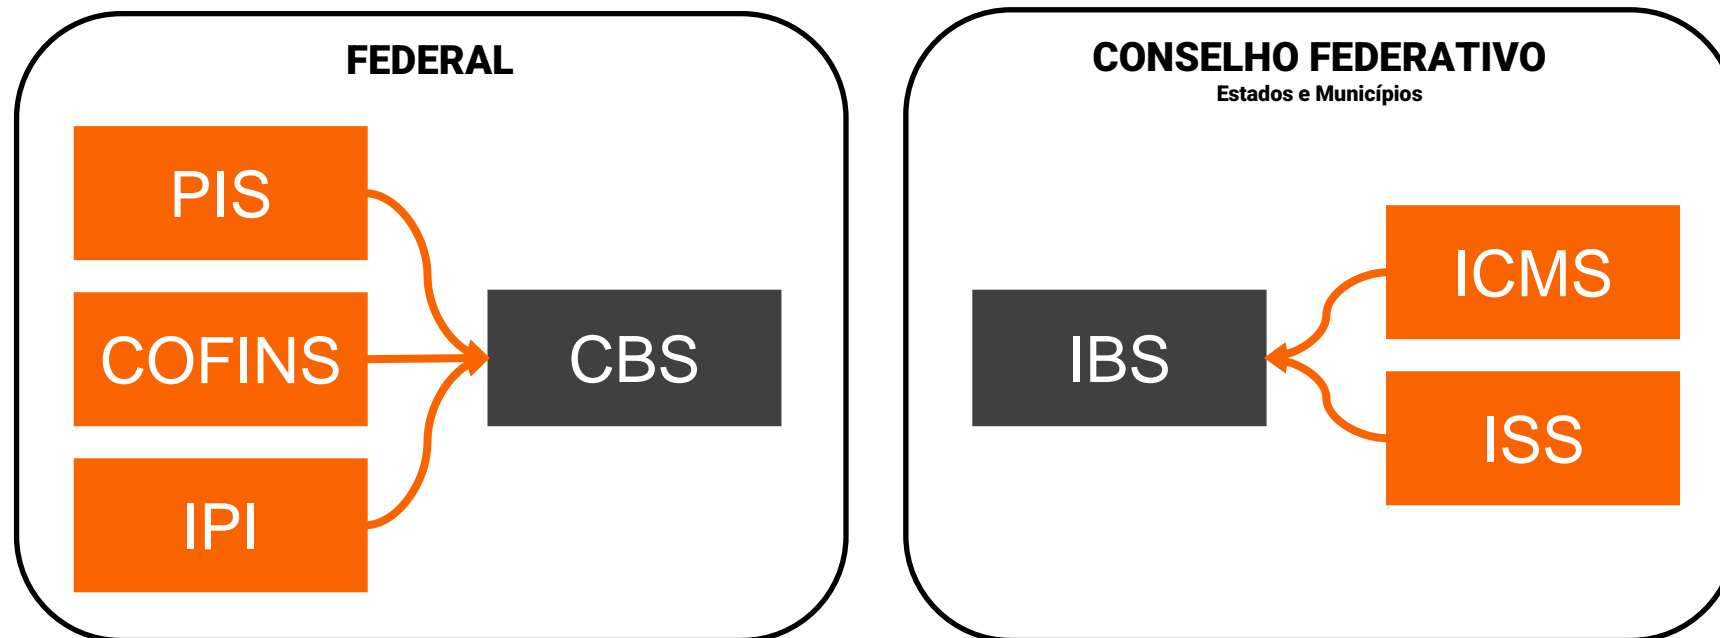 FEDERAL
PIS
COFINS
IPI
CBS
CONSELHO FEDERATIVO
Estados e Municípios
IBS
ICMS
ISS